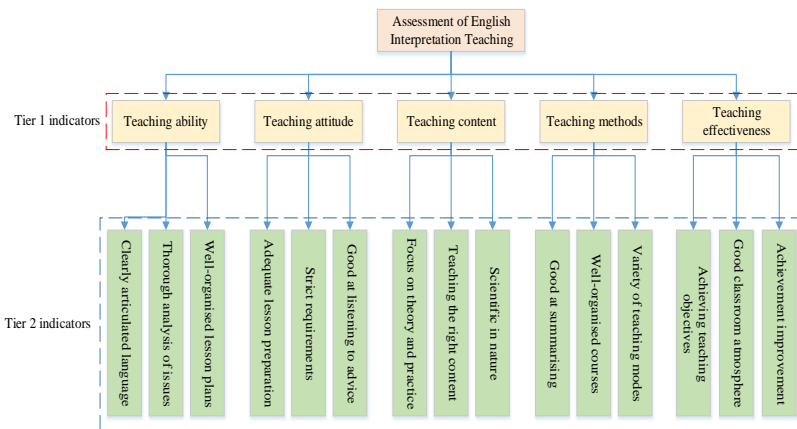 Assessment of English
Interpretation Teaching
Tier 1 indicators
Teaching ability
Teaching attitude
Teaching content
Teaching methods
Teaching
effectiveness
Tier 2 indicators
Clearly articulated language
Thorough analysis of issues
Well-organised lesson plans
Adequate lesson preparation
Strict requirements
Good at listening to advice
Focus on theory and practice
Teaching the right content
Scientific in nature
Good at summarising
Well-organised courses
Variety of teaching modes
Achieving teaching
objectives
Good classroom atmosphere
Achievement improvement